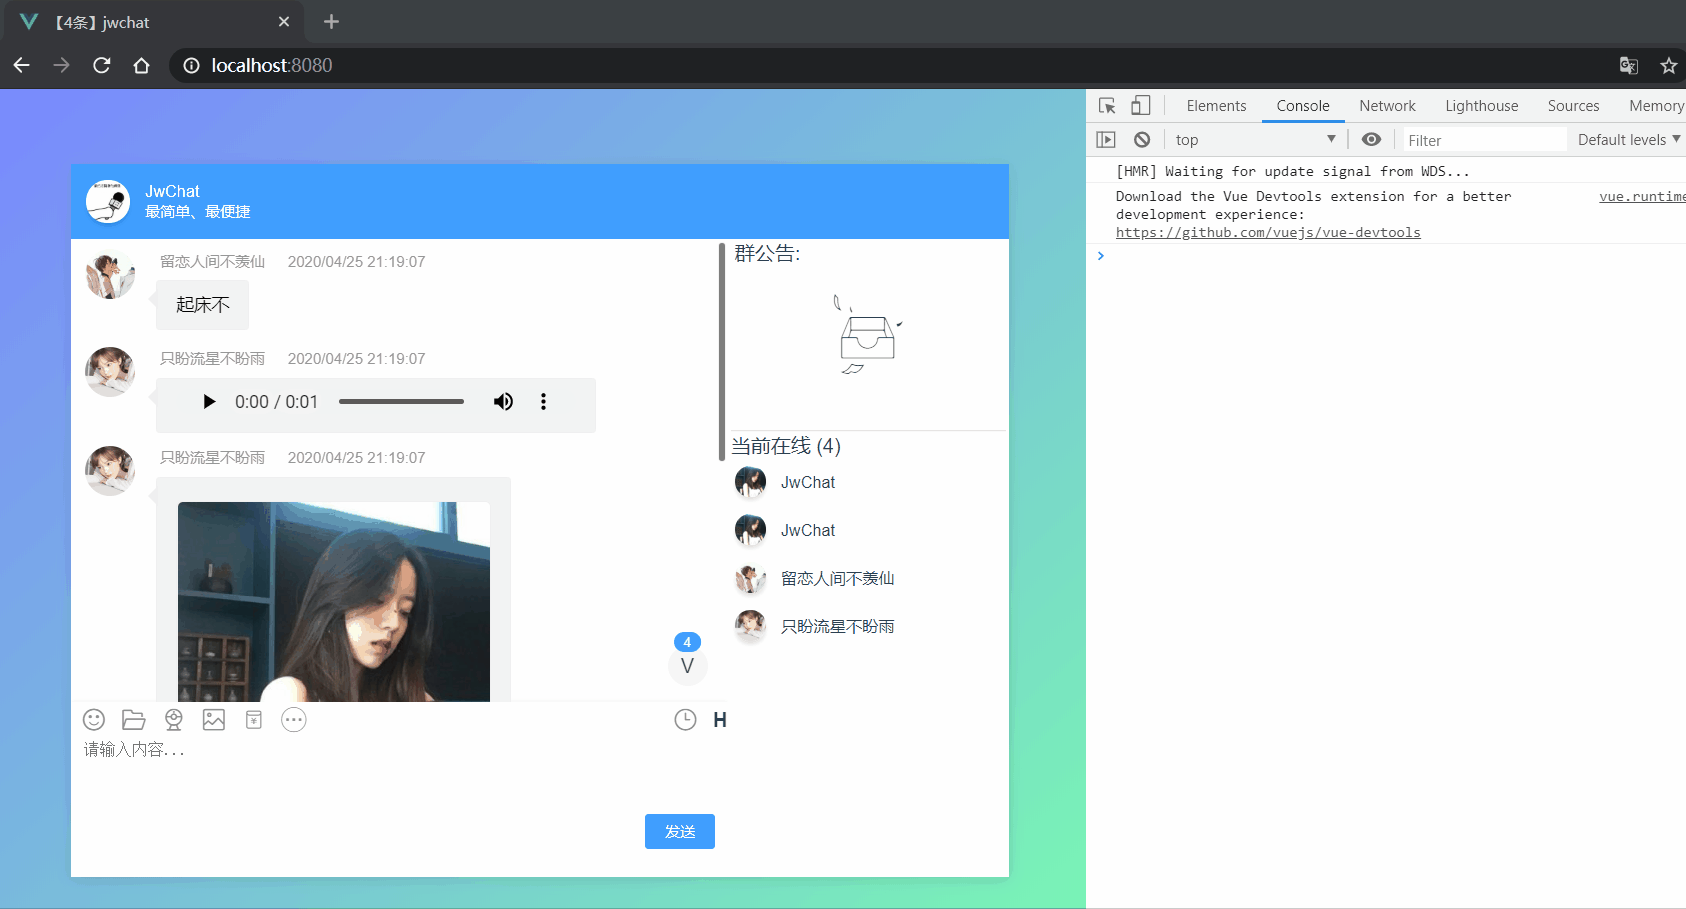 【4条】jwchat
localhost:8080
Elements Console Network Lighthouse Sources Memory
top Filter Default levels
[HMR] Waiting for update signal from WDS...
Download the Vue Devtools extension for a better vue.runtime
development experience:
https://github.com/vuejs/vue-devtools
JwChat
最简单、最便捷
留恋人间不羡仙 2020/04/25 21:19:07
起床不
只盼流星不盼雨 2020/04/25 21:19:07
0:00 / 0:01
只盼流星不盼雨 2020/04/25 21:19:07
4
V
H
请输入内容...
发送
群公告:
当前在线 (4)
JwChat
JwChat
留恋人间不羡仙
只盼流星不盼雨